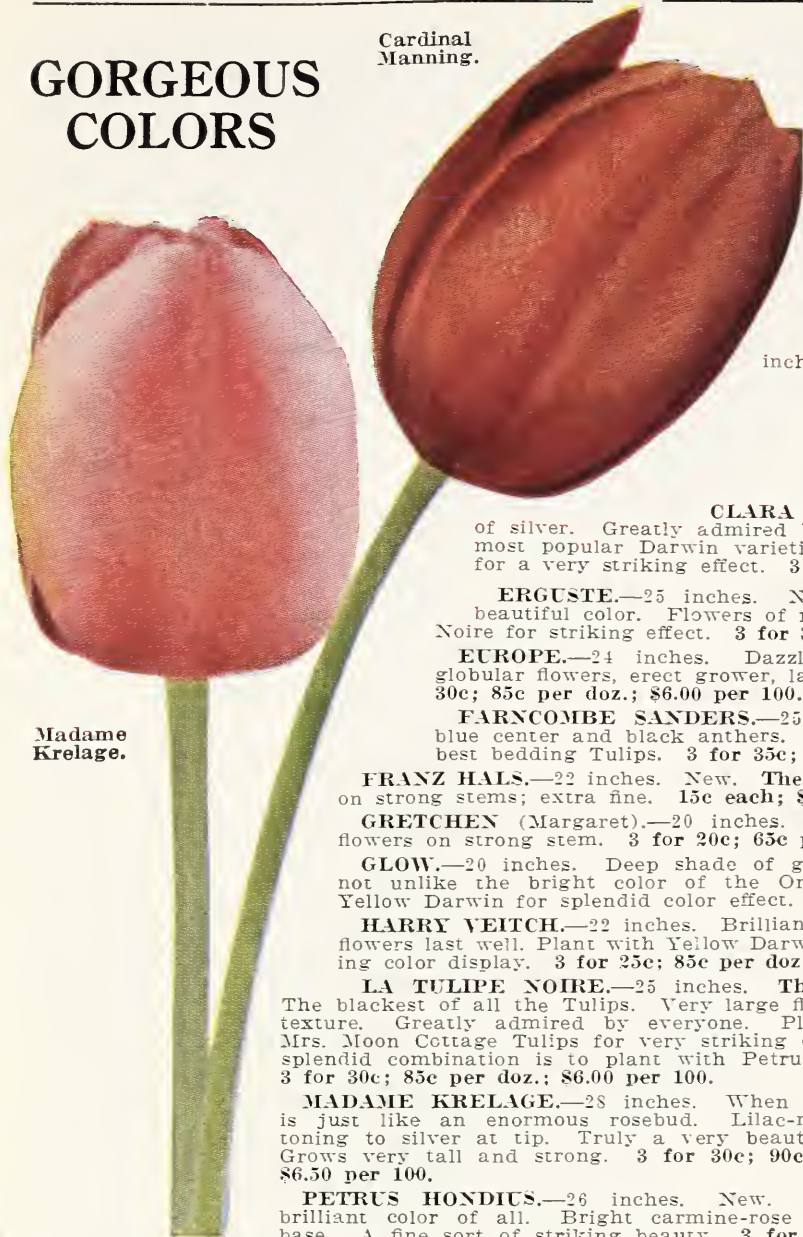 GORGEOUS
COLORS
Cardinal
Manning.
Madame
Krelage.
CLARA
of silver. Greatly admired
most popular Darwin
for a very striking effect. 3
ERGUSTE.—25 inches.
beautiful color. Flowers of
Noire for striking effect. 3 for
EUROPE.—24 inches.
globular flowers, erect grower,
30c; 85c per doz.; $6.00 per 100.
FARNCOMBE SANDERS.—25
blue center and black anthers.
best bedding Tulips. 3 for 35c;
FRANZ HALS.—22 inches. New. The
on strong stems; extra fine. 15c each;
GRETCHEN (Margaret).—20 inches.
flowers on strong stem. 3 for 20c; 65c
GLOW.—20 inches. Deep shade of
not unlike the bright color of the
Yellow Darwin for splendid color effect.
HARRY VEITCH.—22 inches.
flowers last well. Plant with Yellow
ing color display. 3 for 25c; 85c per doz
LA TULIPE NOIRE.—25 inches.
The blackest of all the Tulips. Very large
texture. Greatly admired by everyone.
Mrs. Moon Cottage Tulips for very striking
splendid combination is to plant with
3 for 30c; 85c per doz.; $6.00 per 100.
MADAME KRELAGE.—28 inches. When
is just like an enormous rosebud.
toning to silver at tip. Truly a very
Grows very tall and strong. 3 for 30c; 90c
$6.50 per 100.
PETRUS HONDIUS.—26 inches. New.
brilliant color of all. Bright carmine-rose
base. A fine sort of striking beauty. 3 for